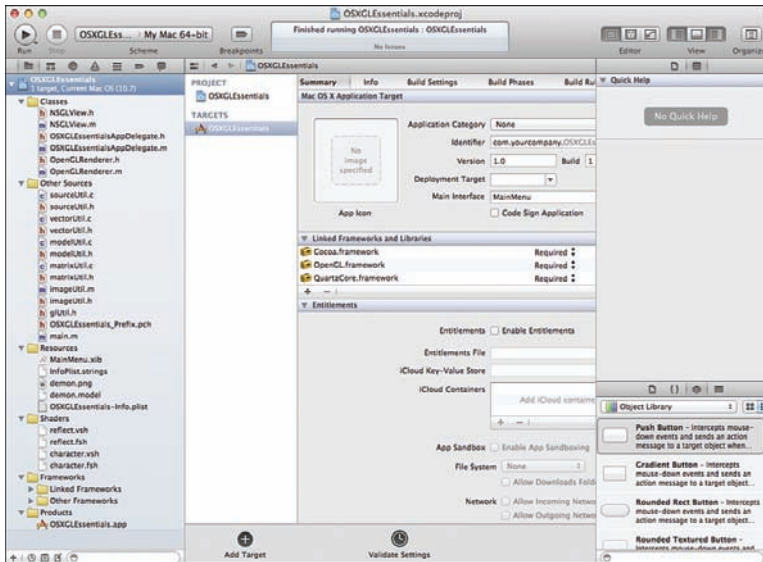 OSXGLEssentials.xcodeproj
OSXGLEss... My Mac 64-bit
Finished running OSXGLEssentials : OSXGLEssentials
No Issues
Run
Stop
Scheme
Breakpoints
Editor
View
Organiz
OSXGLEssentials
OSXGLEssentials
1 target, Current Mac OS (10.7)
Classes
NSGLView.h
NSGLView.m
OSXGLEssentialsAppDelegate.h
OSXGLEssentialsAppDelegate.m
OpenGLRenderer.h
OpenGLRenderer.m
Other Sources
sourceUtil.c
sourceUtil.h
vectorUtil.c
vectorUtil.h
modelUtil.c
modelUtil.h
matrixUtil.c
matrixUtil.h
imageUtil.m
imageUtil.h
glUtil.h
OSXGLEssentials_Prefix.pch
main.m
Resources
MainMenu.xib
InfoPlist.strings
demon.png
demon.model
OSXGLEssentials-Info.plist
Shaders
reflect.vsh
reflect.fsh
character.vsh
character.fsh
Frameworks
Linked Frameworks
Other Frameworks
Products
OSXGLEssentials.app
PROJECT
OSXGLEssentials
TARGETS
OSXGLEssentials
Summary Info Build Settings Build Phases Build Ru
Mac OS X Application Target
No image specified
App Icon
Application Category None
Identifier com.yourcompany.OSXGLEs
Version 1.0 Build 1
Deployment Target
Main Interface MainMenu
Code Sign Application
Linked Frameworks and Libraries
Cocoa.framework Required
OpenGL.framework Required
QuartzCore.framework Required
Entitlements
Entitlements Enable Entitlements
Entitlements File
iCloud Key-Value Store
iCloud Containers
Add iCloud containe
App Sandbox Enable App Sandboxing
File System None
Allow Downloads Fold
Network Allow Incoming Netwo
Allow Outgoing Netwo
Add Target
Validate Settings
Quick Help
No Quick Help
Object Library
Push Button - Intercepts mouse-
down events and sends an action
message to a target object when...
Gradient Button - Intercepts
mouse-down events and sends an
action message to a target object...
Rounded Rect Button - Intercepts
mouse-down events and sends an
action message to a target object...
Rounded Textured Button -
Intercepts mouse-down events and